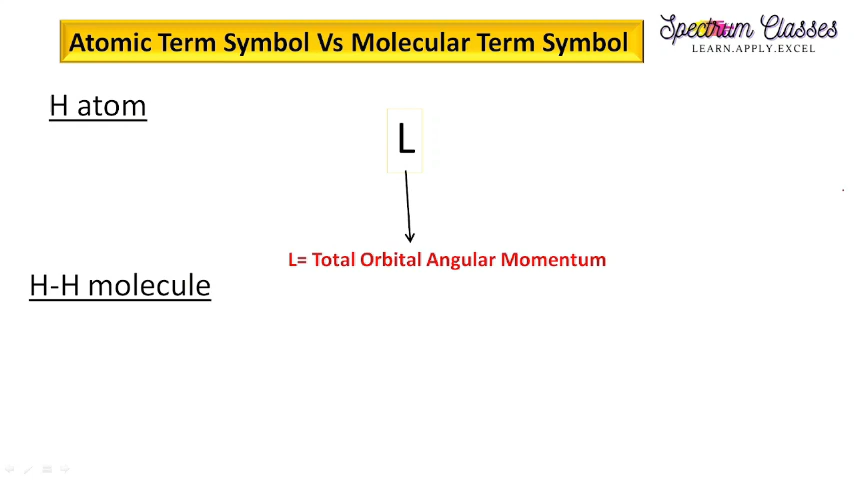 Atomic Term Symbol Vs Molecular Term Symbol
Spectrum Classes
LEARN.APPLY.EXCEL
H atom
L
L= Total Orbital Angular Momentum
H-H molecule